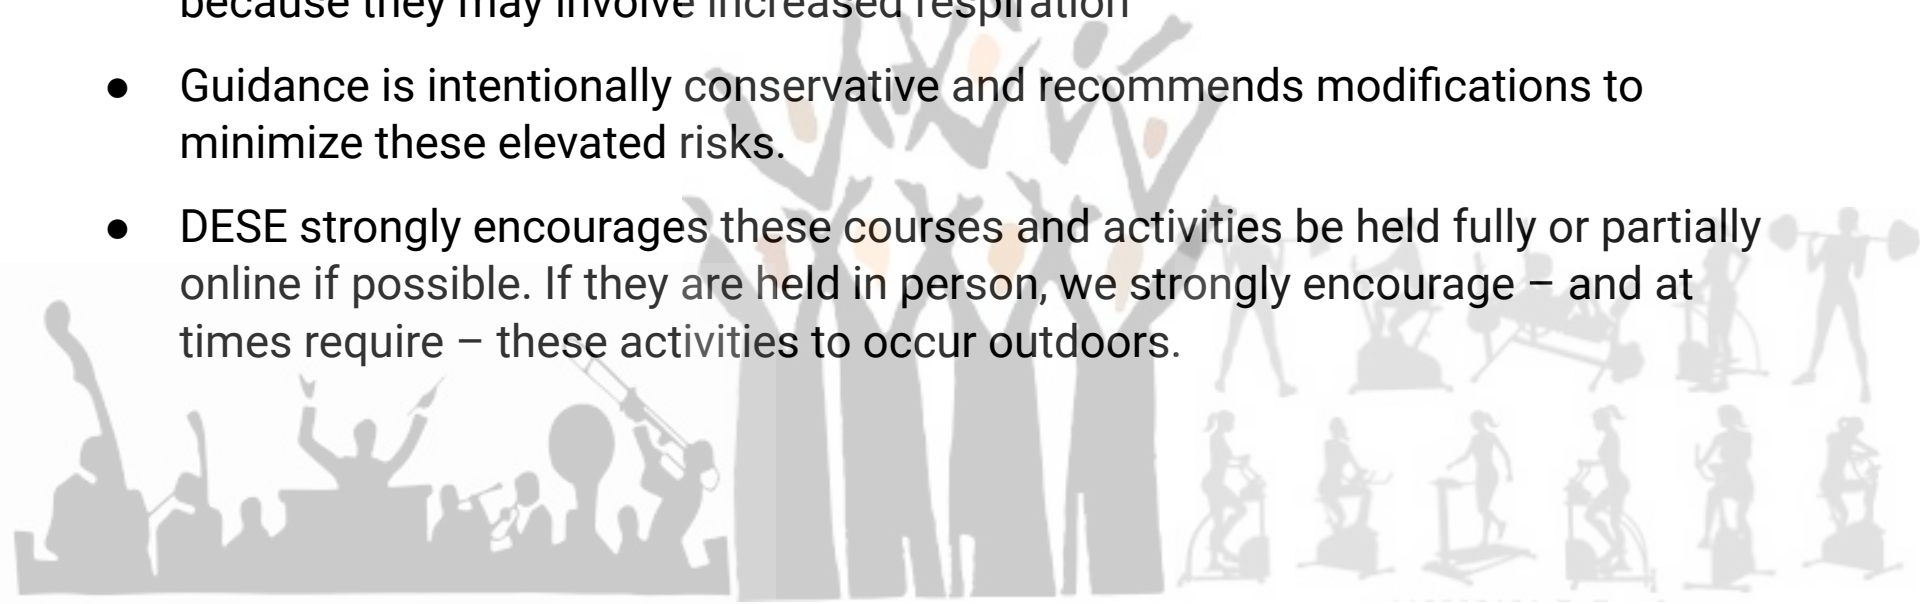 because they may involve increased respiration
● Guidance is intentionally conservative and recommends modifications to
minimize these elevated risks.
● DESE strongly encourages these courses and activities be held fully or partially
online if possible. If they are held in person, we strongly encourage – and at
times require – these activities to occur outdoors.